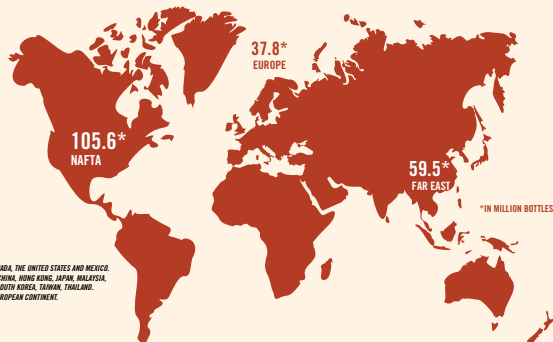 37.8*
EUROPE
105.6*
NAFTA
59.5*
FAR EAST
*IN MILLION BOTTLES
THE UNITED STATES AND MEXICO.
CHINA, HONG KONG, JAPAN, MALAYSIA,
SOUTH KOREA, TAIWAN, THAILAND.
CONTINENT.